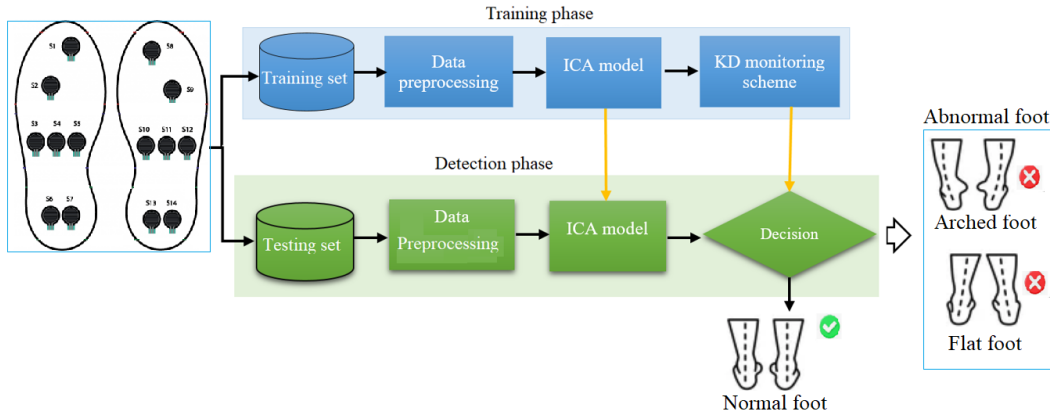 Training phase
S1
S8
S2
S9
S3 S4 S5
S10 S11 S12
S6 S7
S13 S14
Training set
Data
preprocessing
ICA model
KD monitoring
scheme
Detection phase
Testing set
Data
Preprocessing
ICA model
Decision
Abnormal foot
Arched foot
Flat foot
Normal foot